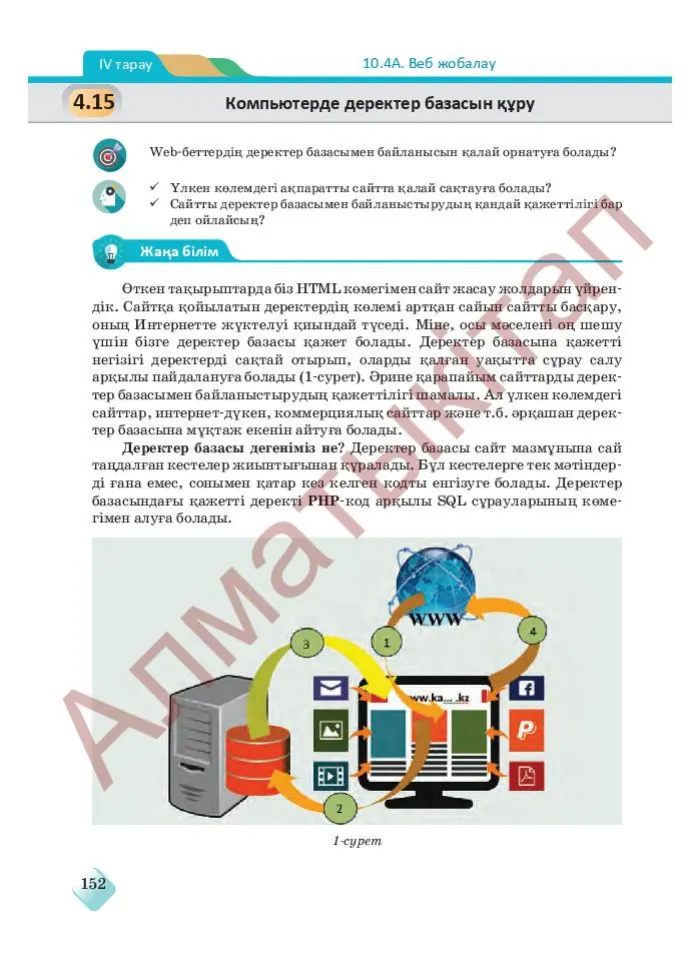 IV тарау
10.4A. Веб жобалау
4.15
Компьютерде деректер базасын құру
Web-беттердің деректер базасымен байланысын қалай орнатуға болады?
✓ Үлкен көлемдегі ақпаратты сайтта қалай сақтауға болады?
✓ Сайтты деректер базасымен байланыстырудың қандай қажеттілігі бар
деп ойлайсың?
Жаңа білім
Өткен тақырыптарда біз HTML көмегімен сайт жасау жолдарын үйрен-
дік. Сайтқа қойылатын деректердің көлемі артқан сайын сайтты басқару,
оның Интернетте жүктелуі қиындай түседі. Міне, осы мәселені оң шешу
үшін бізге деректер базасы қажет болады. Деректер базасына қажетті
негізігі деректерді сақтай отырып, оларды қалған уақытта сұрау салу
арқылы пайдалануға болады (1-сурет). Әрине қарапайым сайттарды дерек-
тер базасымен байланыстырудың қажеттілігі шамалы. Ал үлкен көлемдегі
сайттар, интернет-дүкен, коммерциялық сайттар және т.б. әрқашан дерек-
тер базасына мұқтаж екенін айтуға болады.
Деректер базасы дегеніміз не? Деректер базасы сайт мазмұнына сай
таңдалған кестелер жиынтығынан құралады. Бұл кестелерге тек мәтіндер-
ді ғана емес, сонымен қатар кез келген кодты енгізуге болады. Деректер
базасындағы қажетті деректі PHP-код арқылы SQL сұрауларының көме-
гімен алуға болады.
WWW
1
4
3
www.ka... .kz
2
1-сурет
152
Алматыкітап